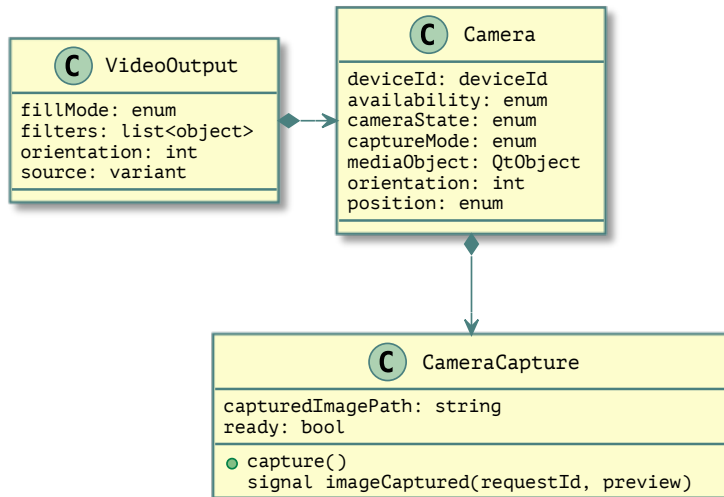 C VideoOutput
fillMode: enum
filters: list<object>
orientation: int
source: variant
C Camera
deviceId: deviceId
availability: enum
cameraState: enum
captureMode: enum
mediaObject: QtObject
orientation: int
position: enum
C CameraCapture
capturedImagePath: string
ready: bool
capture()
signal imageCaptured(requestId, preview)